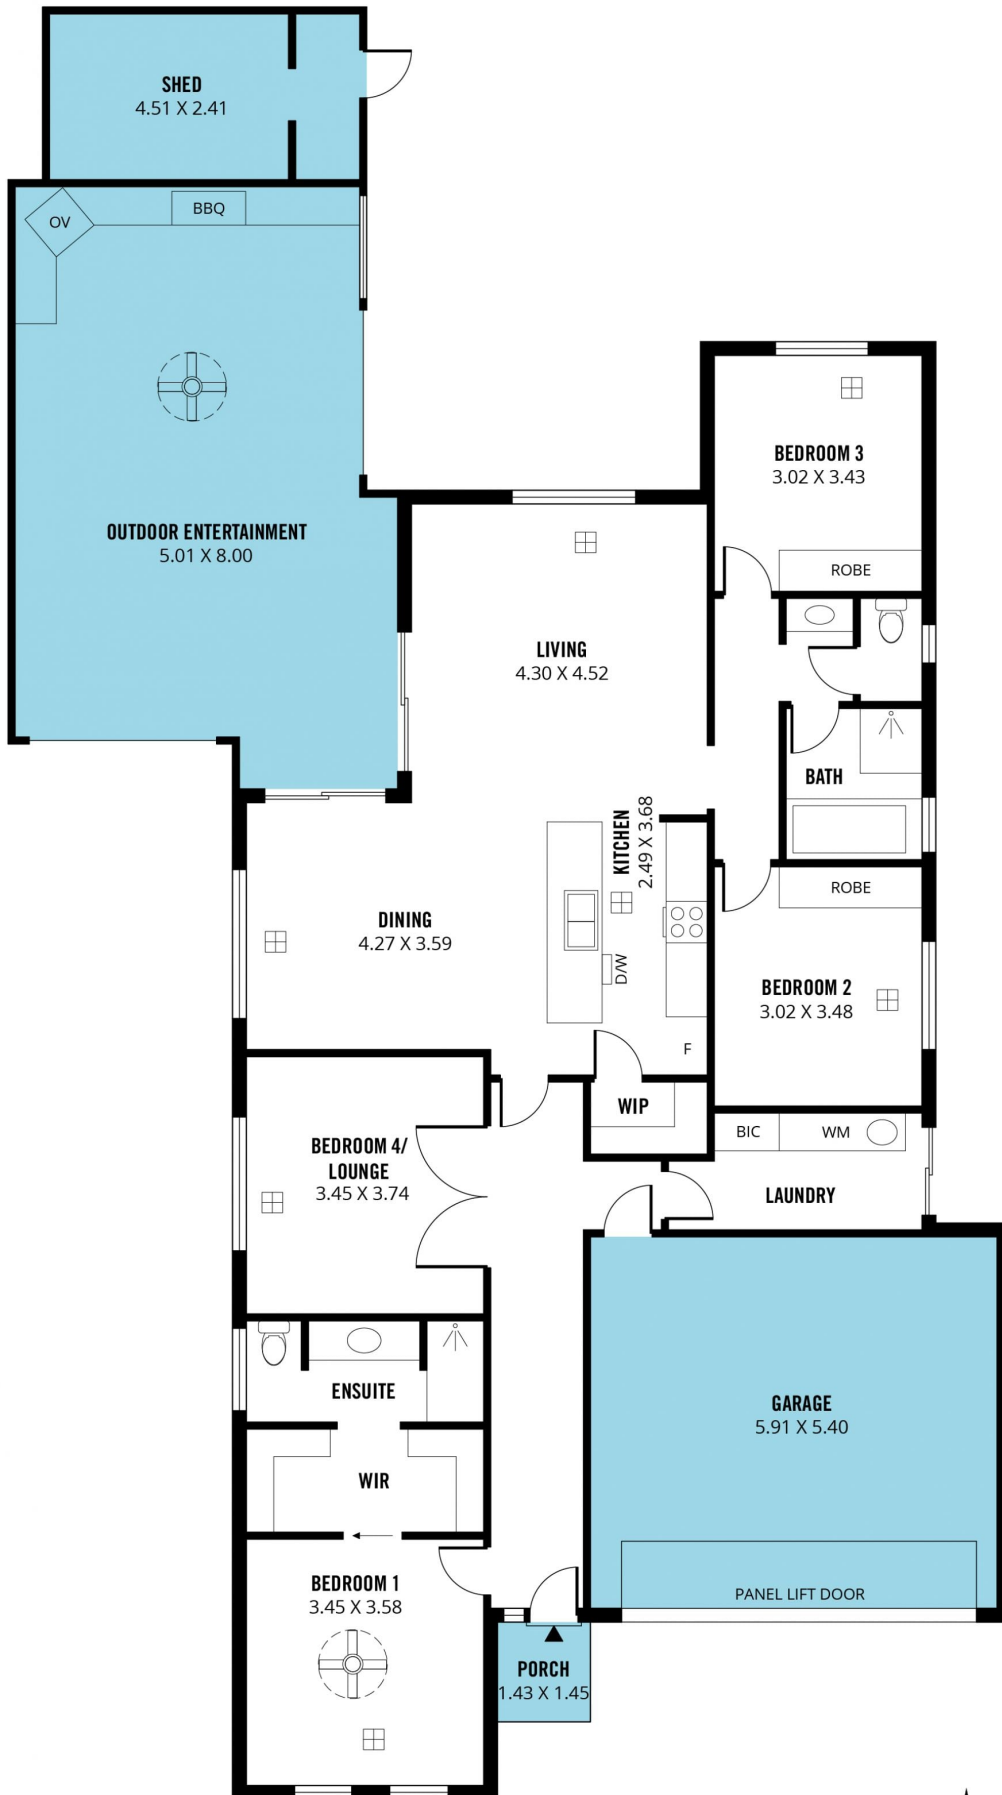 SHED
4.51 X 2.41
OV
BBQ
OUTDOOR ENTERTAINMENT
5.01 X 8.00
BEDROOM 3
3.02 X 3.43
ROBE
LIVING
4.30 X 4.52
BATH
KITCHEN
2.49 X 3.68
ROBE
DINING
4.27 X 3.59
D/W
BEDROOM 2
3.02 X 3.48
F
WIP
BIC
WM
BEDROOM 4/
LOUNGE
3.45 X 3.74
LAUNDRY
ENSUITE
GARAGE
5.91 X 5.40
WIR
BEDROOM 1
3.45 X 3.58
PANEL LIFT DOOR
PORCH
1.43 X 1.45